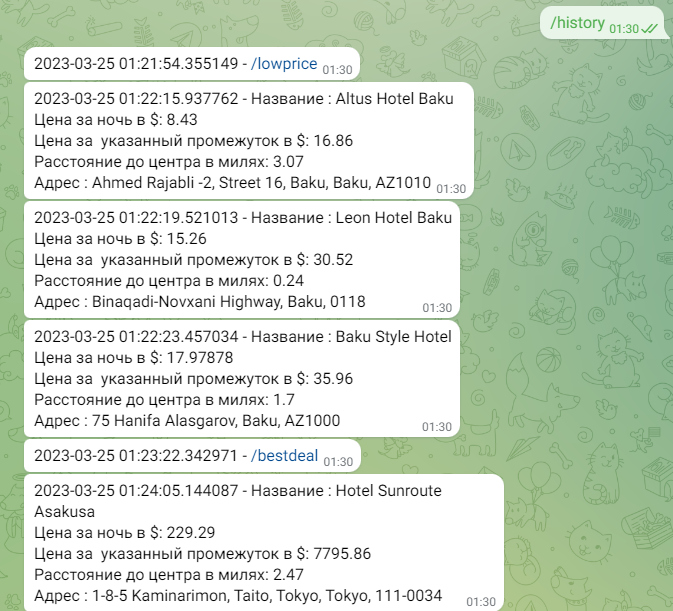 /history 01:30
2023-03-25 01:21:54.355149 - /lowprice 01:30
2023-03-25 01:22:15.937762 - Название : Altus Hotel Baku
Цена за ночь в $: 8.43
Цена за  указанный промежуток в $: 16.86
Расстояние до центра в милях: 3.07
Адрес : Ahmed Rajabli -2, Street 16, Baku, Baku, AZ1010 01:30
2023-03-25 01:22:19.521013 - Название : Leon Hotel Baku
Цена за ночь в $: 15.26
Цена за  указанный промежуток в $: 30.52
Расстояние до центра в милях: 0.24
Адрес : Binaqadi-Novxani Highway, Baku, 0118 01:30
2023-03-25 01:22:23.457034 - Название : Baku Style Hotel
Цена за ночь в $: 17.97878
Цена за  указанный промежуток в $: 35.96
Расстояние до центра в милях: 1.7
Адрес : 75 Hanifa Alasgarov, Baku, AZ1000 01:30
2023-03-25 01:23:22.342971 - /bestdeal 01:30
2023-03-25 01:24:05.144087 - Название : Hotel Sunroute
Asakusa
Цена за ночь в $: 229.29
Цена за  указанный промежуток в $: 7795.86
Расстояние до центра в милях: 2.47
Адрес : 1-8-5 Kaminarimon, Taito, Tokyo, Tokyo, 111-0034 01:30